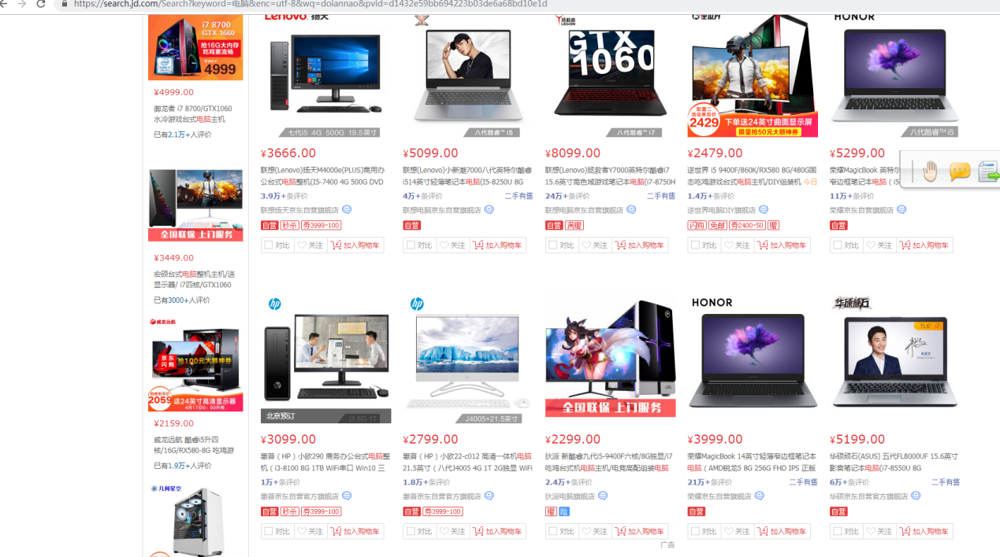 https://search.jd.com/Search?keyword=电脑&enc=utf-8&wq=doiannao&pvid=d1432e59bb694223b03de6a68bd10e1d
i7 8700
GTX 1660
抢16G大内存
吃鸡更流畅
4999
¥4999.00
御龙者 i7 8700/GTX1060
水冷游戏台式电脑主机
已有2.1万+人评价
全国联保 上门服务
¥3449.00
宏硕台式电脑整机主机/送
显示器/ i7四核/GTX1060
已有3000+人评价
威龙远航
京东
闪购
抢100元大额神券
2059
送24英寸高清显示器
¥2159.00
威龙远航 酷睿i5升四
核/16G/RX580-8G 吃鸡游
已有1.9万+人评价
几何星空
Lenovo 扬天
七代i5 4G 500G 19.5英寸
¥3666.00
联想(Lenovo)扬天M4000e(PLUS)商用办
公台式电脑整机(I5-7400 4G 500G DVD
3.9万+条评价
联想扬天京东自营旗舰店
自营 秒杀 券3999-100
对比 关注 加入购物车
八代酷睿™ i5
¥5099.00
联想(Lenovo)小新潮7000八代英特尔酷睿
i514英寸轻薄笔记本电脑(I5-8250U 8G
4万+条评价 二手有售
联想电脑京东自营旗舰店
自营
对比 关注 加入购物车
拯救者
LEGION
GTX
1060
八代酷睿™ i7
¥8099.00
联想(Lenovo)拯救者Y7000英特尔酷睿i7
15.6英寸高色域游戏笔记本电脑(i7-8750H
24万+条评价 二手有售
联想电脑京东自营旗舰店
自营 满赠
对比 关注 加入购物车
逆世界
配置二
活动券后价
2429
下单送24英寸曲面显示屏
限量抢50元大额神券
¥2479.00
逆世界 i5 9400F/860K/RX580 8G/480G固
态吃鸡游戏台式电脑主机/DIY组装机 今日
1.4万+条评价
逆世界电脑DIY旗舰店
闪购 免邮 券2400-50 赠
对比 关注 加入购物车
HONOR
八代酷睿™ i5
¥5299.00
荣耀MagicBook 英特尔
窄边框笔记本电脑（i5
11万+条评价
荣耀京东自营旗舰店
自营
对比 关注 加入购物车
hp
北京预订
i3 8G 1T
¥3099.00
惠普（HP）小欧290 商务办公台式电脑整
机（i3-8100 8G 1TB WiFi串口 Win10 三
1万+条评价
惠普京东自营官方旗舰店
自营 秒杀 券3999-100
对比 关注 加入购物车
hp
J4005+21.5英寸
¥2799.00
惠普（HP）小欧22-c012 高清一体机电脑
21.5英寸（八代J4005 4G 1T 2G独显 WiFi
1.8万+条评价
惠普京东自营官方旗舰店
自营 券3999-100
对比 关注 加入购物车
全国联保 上门服务
¥2299.00
狄派 新酷睿九代i5-9400F六核/8G独显/i7
吃鸡台式机电脑主机/电竞高配组装电脑
2.4万+条评价
狄派电脑旗舰店
赠 险
对比 关注 加入购物车
广告
HONOR
¥3999.00
荣耀MagicBook 14英寸轻薄窄边框笔记本
电脑（AMD锐龙5 8G 256G FHD IPS 正版
21万+条评价 二手有售
荣耀京东自营旗舰店
自营
对比 关注 加入购物车
华硕顽石
15.6" i7
¥5199.00
华硕顽石(ASUS) 五代FL8000UF 15.6英寸
影音笔记本电脑(i7-8550U 8G
6万+条评价 二手有售
华硕京东自营官方旗舰店
自营
对比 关注 加入购物车